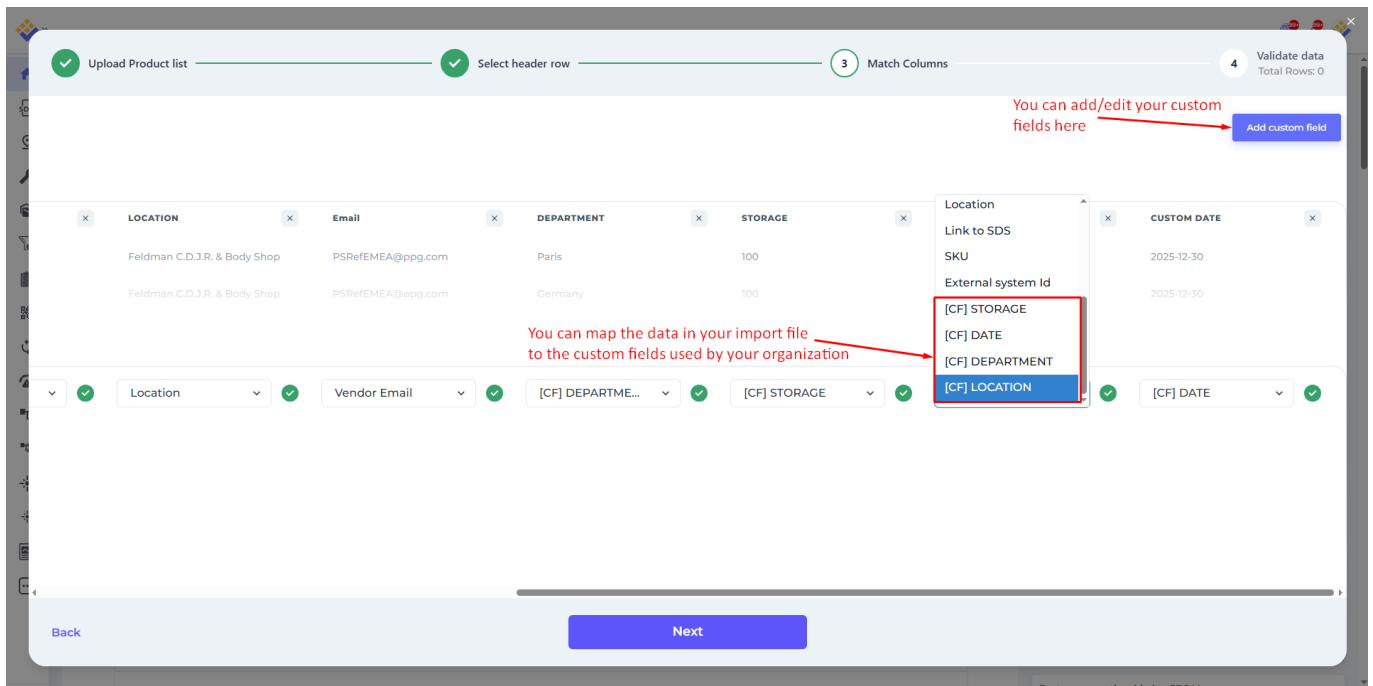 Upload Product list
Select header row
3 Match Columns
4 Validate data
Total Rows: 0
You can add/edit your custom
fields here
Add custom field
LOCATION Email DEPARTMENT STORAGE CUSTOM DATE
Feldman C.D.J.R. & Body Shop PSRefEMEA@ppg.com Paris 100 2025-12-30
Feldman C.D.J.R. & Body Shop PSRefEMEA@ppg.com Germany 100 2025-12-30
Location
Link to SDS
SKU
External system Id
[CF] STORAGE
[CF] DATE
[CF] DEPARTMENT
[CF] LOCATION
You can map the data in your import file
to the custom fields used by your organization
Location Vendor Email [CF] DEPARTME... [CF] STORAGE [CF] DATE
Back
Next